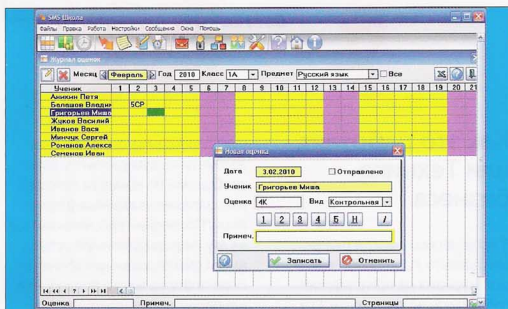 SMS Школа
Файлы Правка Работа Настройки Сообщения Окна Помощь
Журнал оценок
Месяц Февраль Год 2010 Класс 1А Предмет Русский язык Все
Ученик 1 2 3 4 5 6 7 8 9 10 11 12 13 14 15 16 17 18 19 20 21
Аникин Петя
Балашов Владим 5СР
Григорьев Миша
Жуков Василий
Иванов Вася
Минчук Сергей
Романов Алекса
Семенов Иван
Новая оценка
Дата 3.02.2010 Отправлено
Ученик Григорьев Миша
Оценка 4К Вид Контрольная
1 2 3 4 5 Н /
Примеч.
Записать Отменить
Оценка Примеч. Страницы